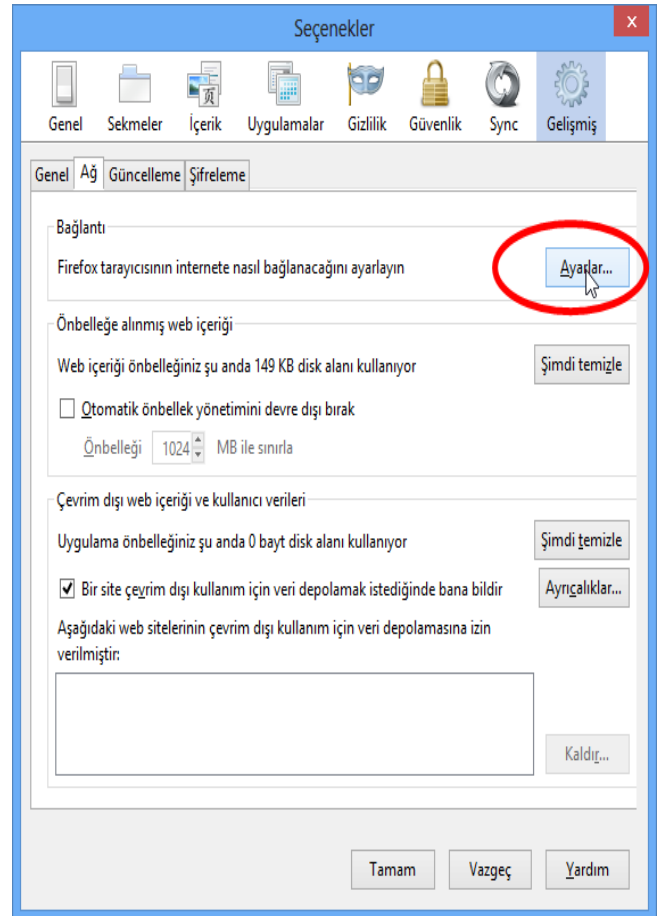 Seçenekler
x
Genel Sekmeler İçerik Uygulamalar Gizlilik Güvenlik Sync Gelişmiş
Genel Ağ Güncelleme Şifreleme
Bağlantı
Firefox tarayıcısının internete nasıl bağlanacağını ayarlayın Ayarlar...
Önbelleğe alınmış web içeriği
Web içeriği önbelleğiniz şu anda 149 KB disk alanı kullanıyor Şimdi temizle
Otomatik önbellek yönetimini devre dışı bırak
Önbelleği 1024 MB ile sınırla
Çevrim dışı web içeriği ve kullanıcı verileri
Uygulama önbelleğiniz şu anda 0 bayt disk alanı kullanıyor Şimdi temizle
Bir site çevrim dışı kullanım için veri depolamak istediğinde bana bildir Ayrıcalıklar...
Aşağıdaki web sitelerinin çevrim dışı kullanım için veri depolamasına izin
verilmiştir:
Kaldır...
Tamam Vazgeç Yardım